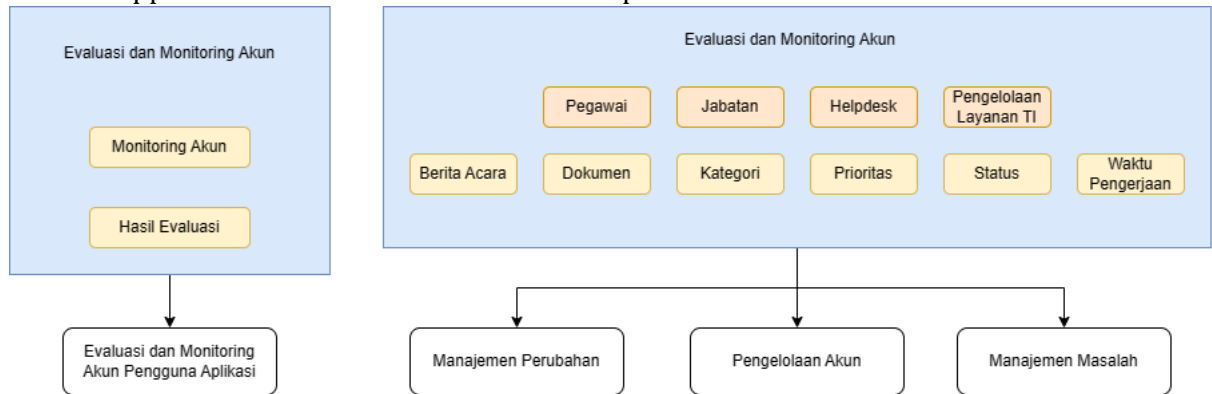 Evaluasi dan Monitoring Akun
Monitoring Akun
Hasil Evaluasi
Evaluasi dan Monitoring
Akun Pengguna Aplikasi
Evaluasi dan Monitoring Akun
Pegawai
Jabatan
Helpdesk
Pengelolaan
Layanan TI
Berita Acara
Dokumen
Kategori
Prioritas
Status
Waktu
Pengerjaan
Manajemen Perubahan
Pengelolaan Akun
Manajemen Masalah